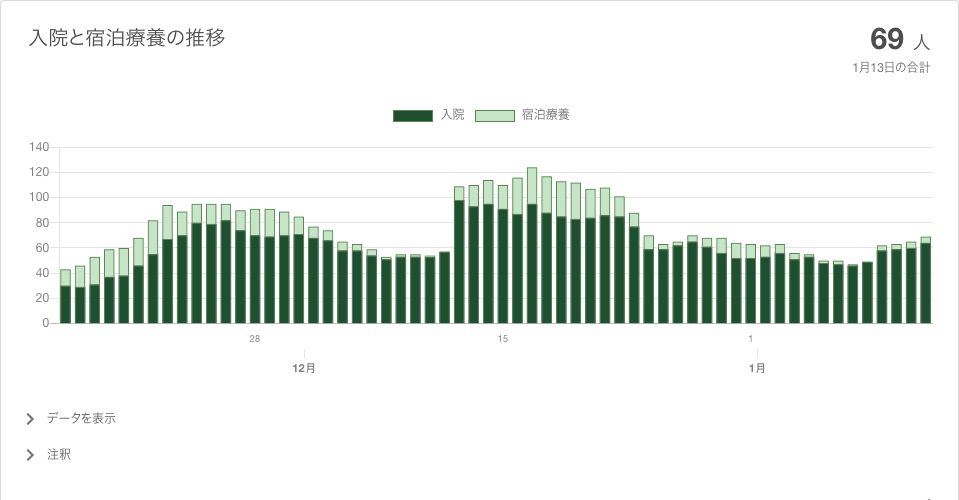 入院と宿泊療養の推移
69 人
1月13日の合計
入院 宿泊療養
140
120
100
80
60
40
20
0
28 15 1
12月 1月
データを表示
注釈